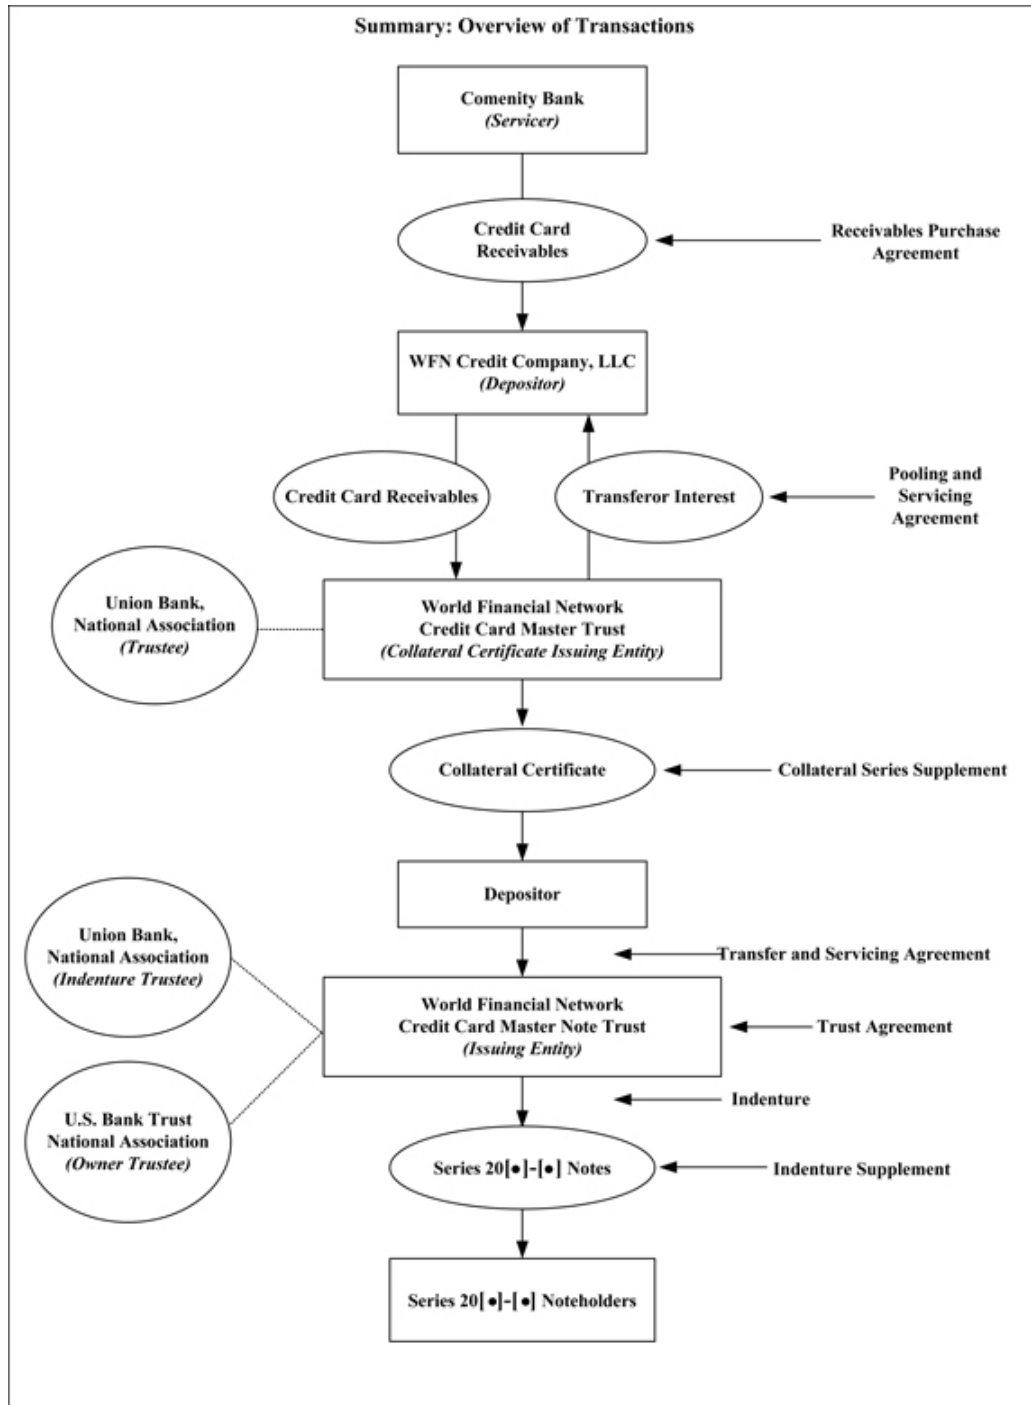 Summary: Overview of Transactions
Comenity Bank
(Servicer)
Credit Card
Receivables
Receivables Purchase
Agreement
WFN Credit Company, LLC
(Depositor)
Credit Card Receivables
Transferor Interest
Pooling and
Servicing
Agreement
Union Bank,
National Association
(Trustee)
World Financial Network
Credit Card Master Trust
(Collateral Certificate Issuing Entity)
Collateral Certificate
Collateral Series Supplement
Depositor
Union Bank,
National Association
(Indenture Trustee)
Transfer and Servicing Agreement
World Financial Network
Credit Card Master Note Trust
(Issuing Entity)
Trust Agreement
U.S. Bank Trust
National Association
(Owner Trustee)
Indenture
Series 20[●]-[●] Notes
Indenture Supplement
Series 20[●]-[●] Noteholders